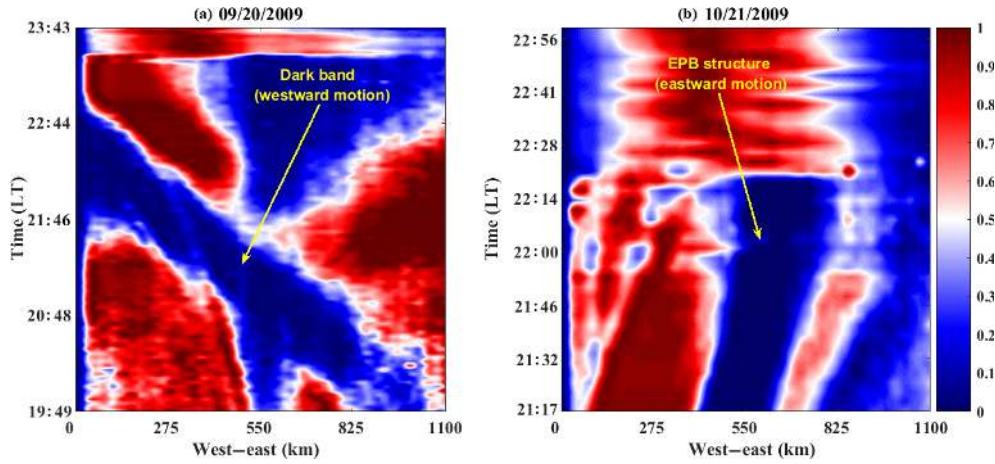 (a) 09/20/2009
23:43
22:44
21:46
20:48
19:49
Time (LT)
Dark band
(westward motion)
0 275 550 825 1100
West−east (km)
(b) 10/21/2009
22:56
22:41
22:28
22:14
22:00
21:46
21:32
21:17
Time (LT)
EPB structure
(eastward motion)
0 275 550 825 1100
West−east (km)
1
0.9
0.8
0.7
0.6
0.5
0.4
0.3
0.2
0.1
0